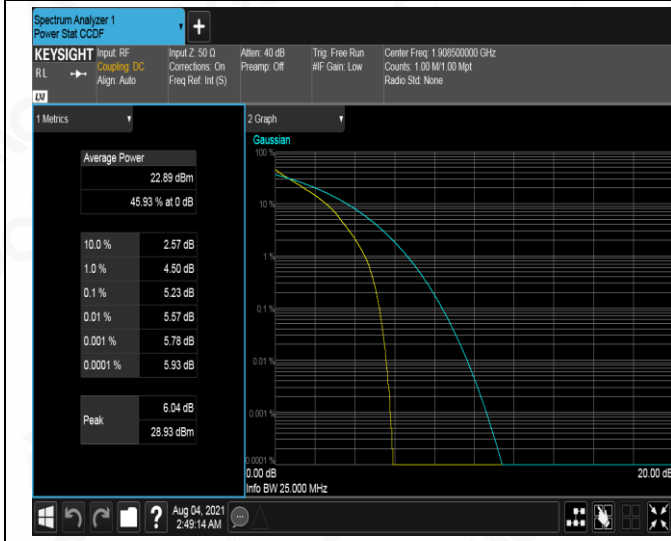 Spectrum Analyzer 1
Power Stat CCDF
+
KEYSIGHT
RL
LXI
Input: RF
Coupling: DC
Align: Auto
Input Z: 50 Ω
Corrections: On
Freq Ref: Int (S)
Atten: 40 dB
Preamp: Off
Trig: Free Run
#IF Gain: Low
Center Freq: 1.908500000 GHz
Counts: 1.00 M/1.00 Mpt
Radio Std: None
1 Metrics
Average Power
22.89 dBm
45.93 % at 0 dB
10.0 % 2.57 dB
1.0 % 4.50 dB
0.1 % 5.23 dB
0.01 % 5.57 dB
0.001 % 5.78 dB
0.0001 % 5.93 dB
Peak
6.04 dB
28.93 dBm
2 Graph
Gaussian
100 %
10 %
1 %
0.1 %
0.01 %
0.001 %
0.0001 %
0.00 dB
20.00 dB
Info BW 25.000 MHz
?
Aug 04, 2021
2:49:14 AM